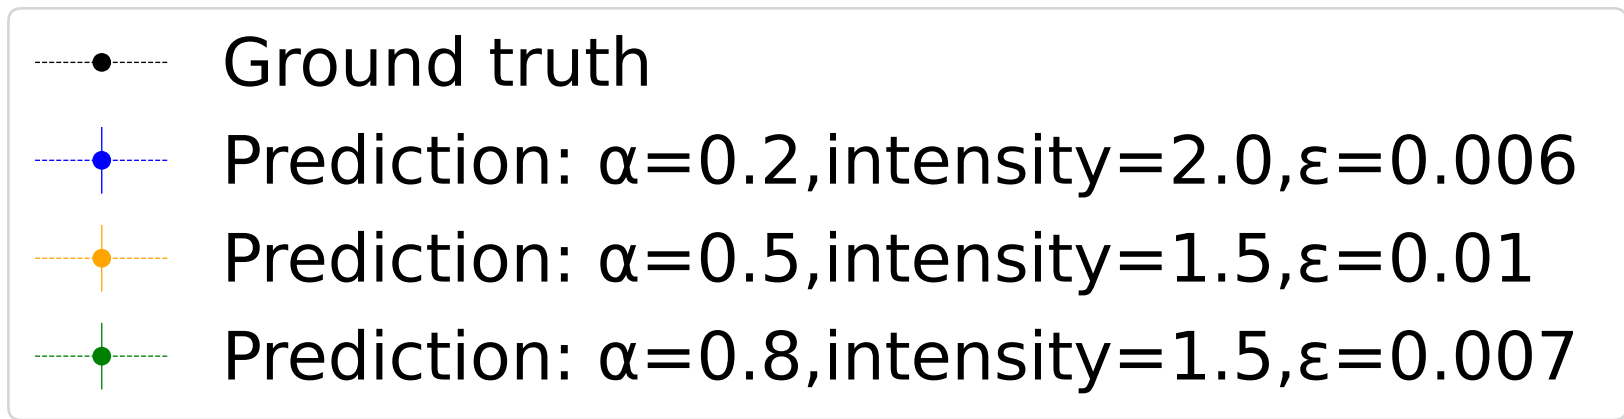 Ground truth
Prediction: α=0.2,intensity=2.0,ε=0.006
Prediction: α=0.5,intensity=1.5,ε=0.01
Prediction: α=0.8,intensity=1.5,ε=0.007